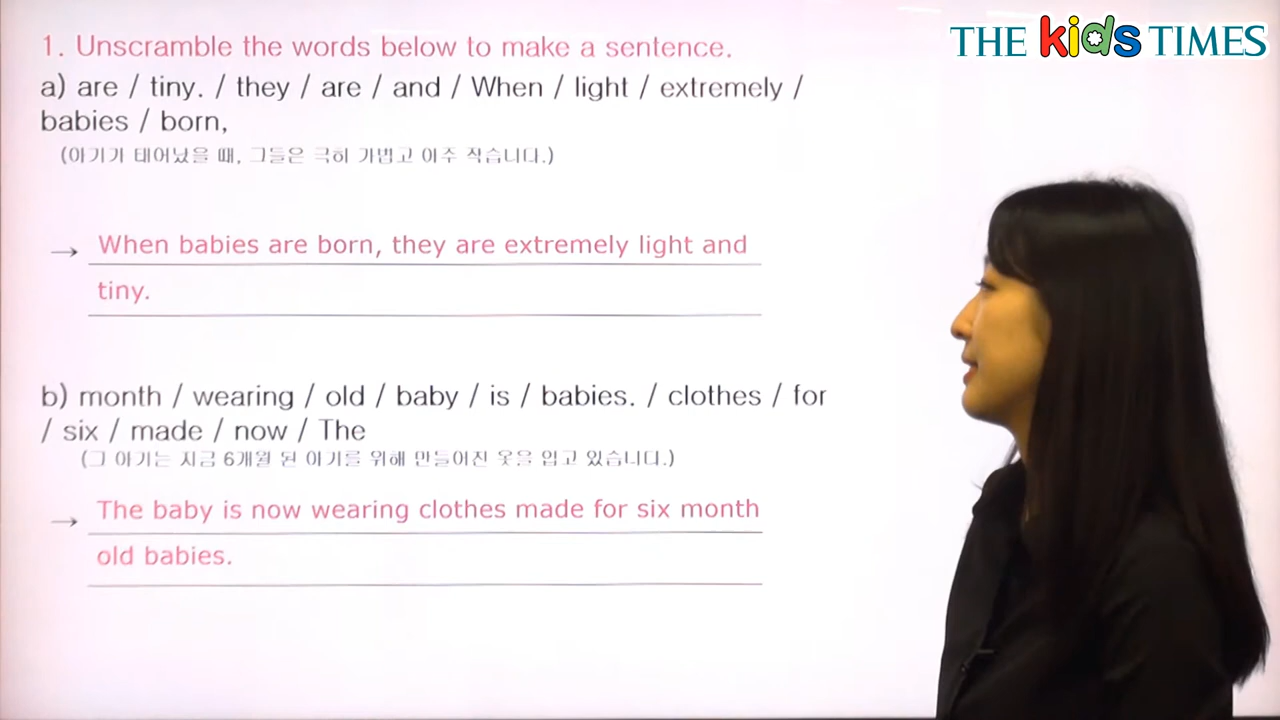 THE kids TIMES
1. Unscramble the words below to make a sentence.
a) are / tiny. / they / are / and / When / light / extremely /
babies / born,
(아기가 태어났을 때, 그들은 극히 가볍고 아주 작습니다.)
→ When babies are born, they are extremely light and
tiny.
b) month / wearing / old / baby / is / babies. / clothes / for
/ six / made / now / The
(그 아기는 지금 6개월 된 아기를 위해 만들어진 옷을 입고 있습니다.)
→ The baby is now wearing clothes made for six month
old babies.